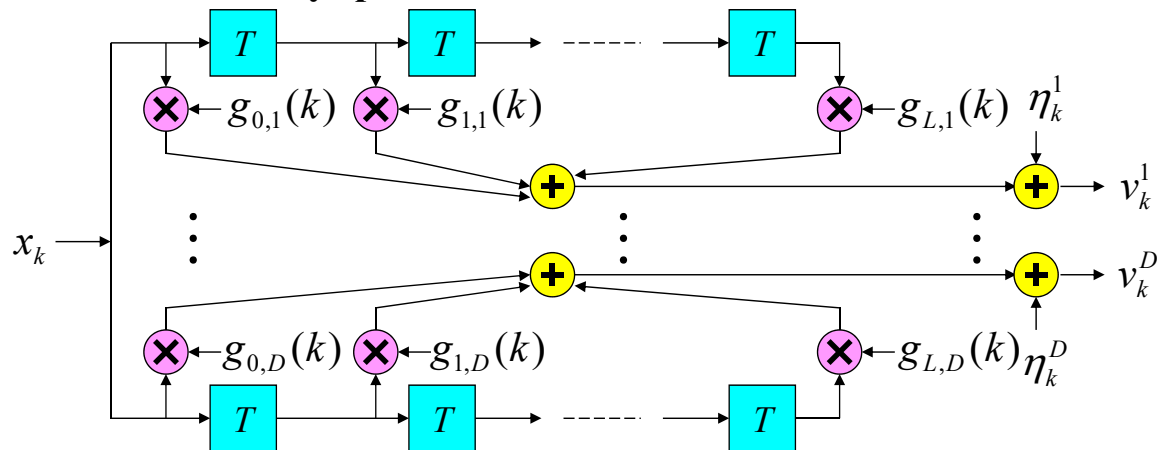 T T T
g_{0,1}(k) g_{1,1}(k) g_{L,1}(k) η_k^1
v_k^1
x_k
v_k^D
g_{0,D}(k) g_{1,D}(k) g_{L,D}(k) η_k^D
T T T